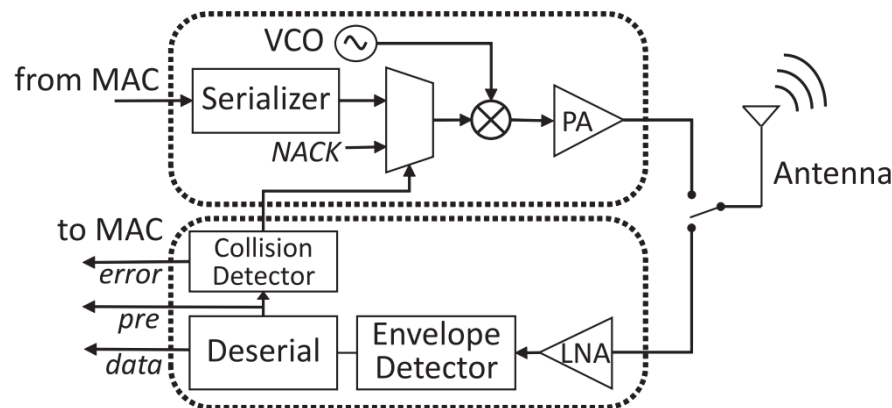 VCO
from MAC
Serializer
NACK
PA
Antenna
to MAC
error
Collision
Detector
pre
data
Deserial
Envelope
Detector
LNA